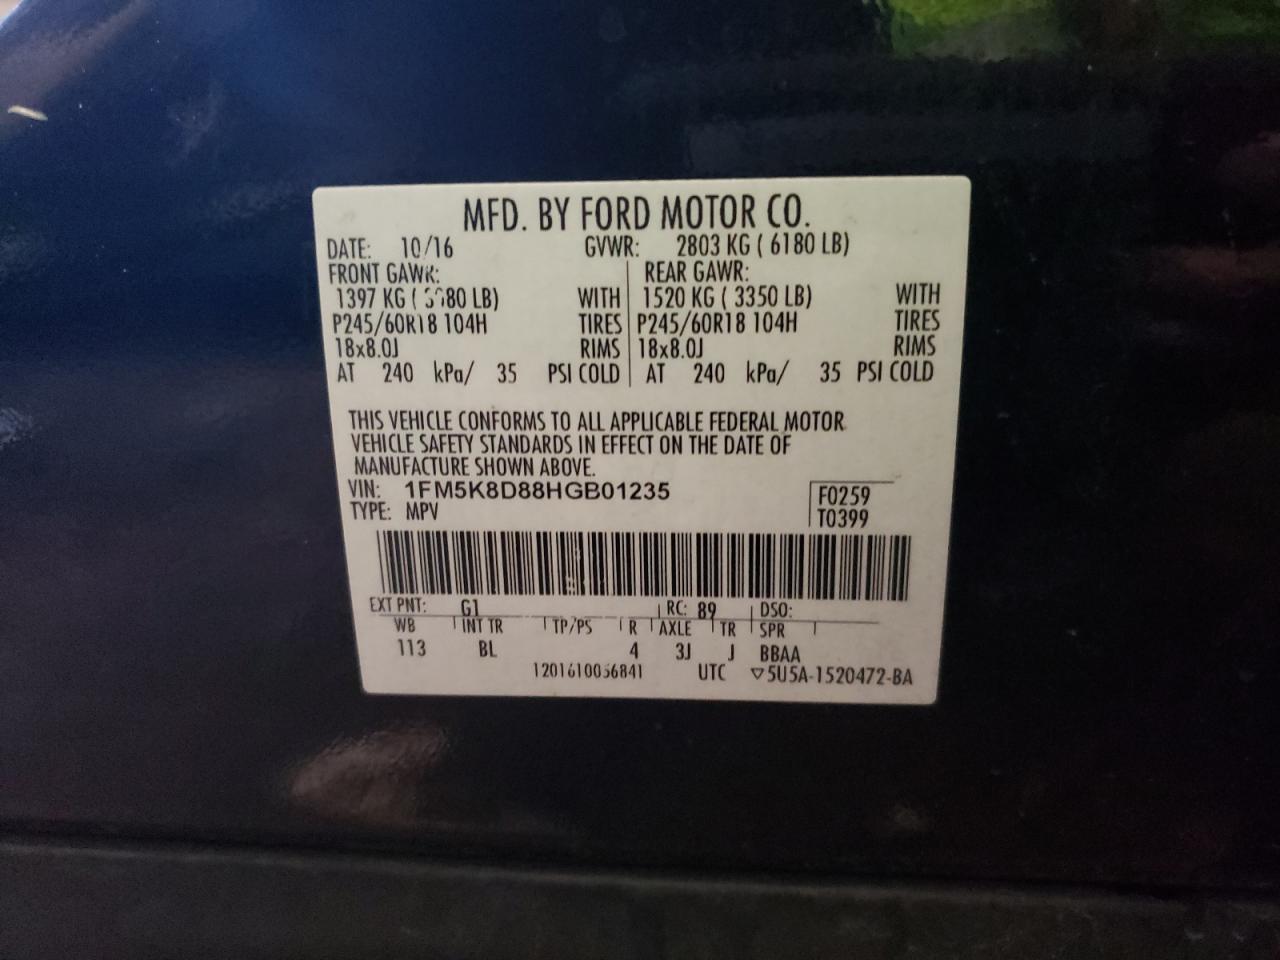 MFD. BY FORD MOTOR CO.
DATE: 10/16 GVWR: 2803 KG ( 6180 LB)
FRONT GAWR: REAR GAWR:
1397 KG ( 3080 LB) WITH 1520 KG ( 3350 LB) WITH
P245/60R18 104H TIRES P245/60R18 104H TIRES
18x8.0J RIMS 18x8.0J RIMS
AT 240 kPa/ 35 PSI COLD AT 240 kPa/ 35 PSI COLD
THIS VEHICLE CONFORMS TO ALL APPLICABLE FEDERAL MOTOR
VEHICLE SAFETY STANDARDS IN EFFECT ON THE DATE OF
MANUFACTURE SHOWN ABOVE.
VIN: 1FM5K8D88HGB01235 F0259
TYPE: MPV T0399
EXT PNT: G1 RC: 89 DSO:
WB INT TR TP/PS R AXLE TR SPR
113 BL 4 3J J BBAA
1201610056841 UTC ▽5U5A-1520472-BA